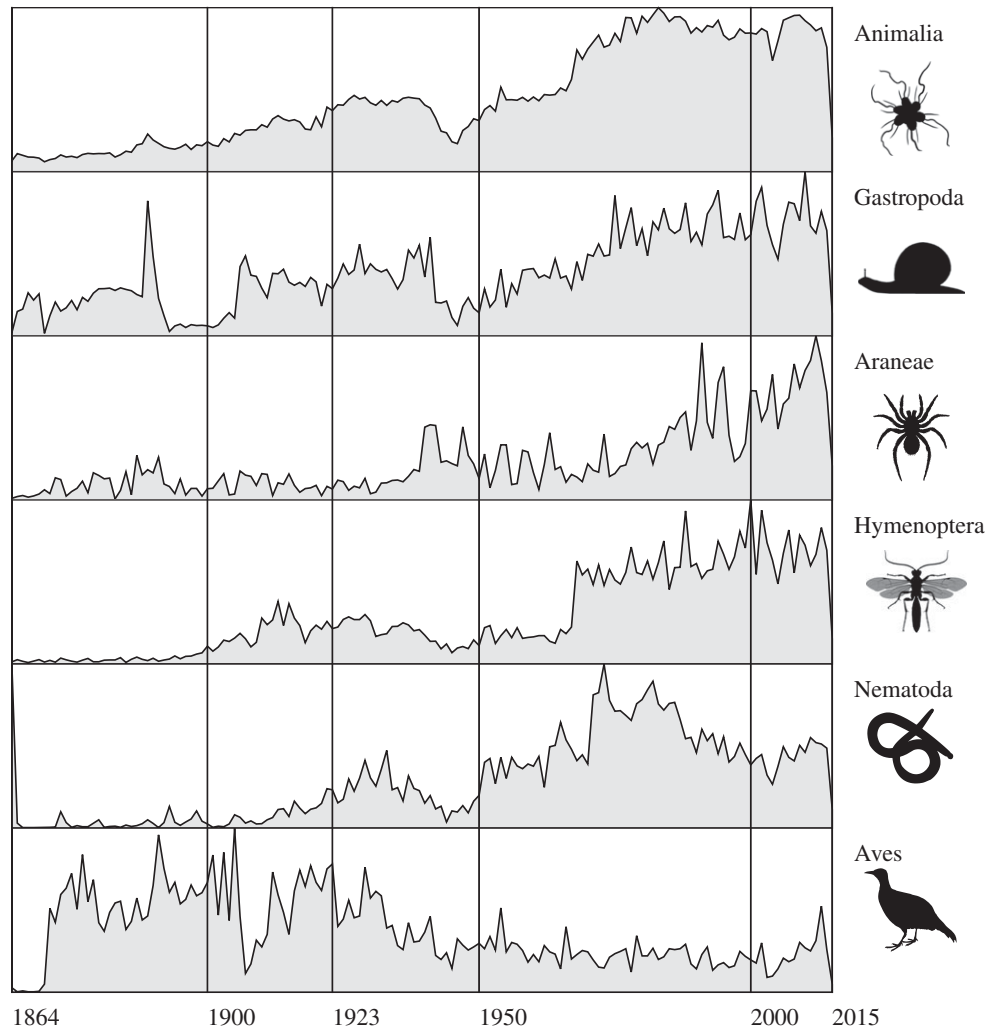 Animalia
Gastropoda
Araneae
Hymenoptera
Nematoda
Aves
1864 1900 1923 1950 2000 2015